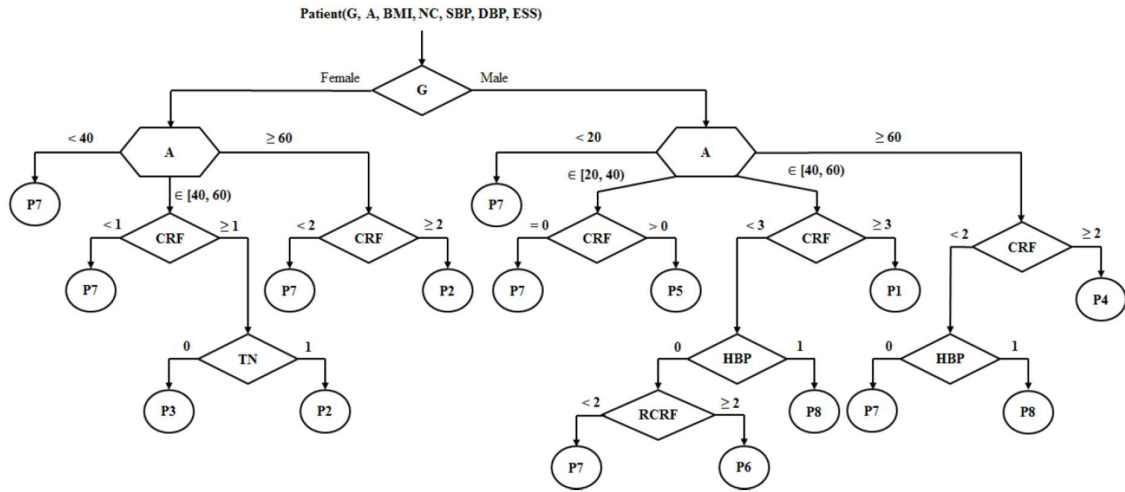 Patient(G, A, BMI, NC, SBP, DBP, ESS)
Female
G
Male
< 40
A
≥ 60
< 20
A
≥ 60
P7
∈ [40, 60)
P7
∈ [20, 40)
∈ [40, 60)
< 1
CRF
≥ 1
< 2
CRF
≥ 2
= 0
CRF
> 0
< 3
CRF
≥ 3
< 2
CRF
≥ 2
P7
P7
P2
P7
P5
P1
P4
0
TN
1
0
HBP
1
0
HBP
1
P3
P2
< 2
RCRF
≥ 2
P8
P7
P8
P7
P6